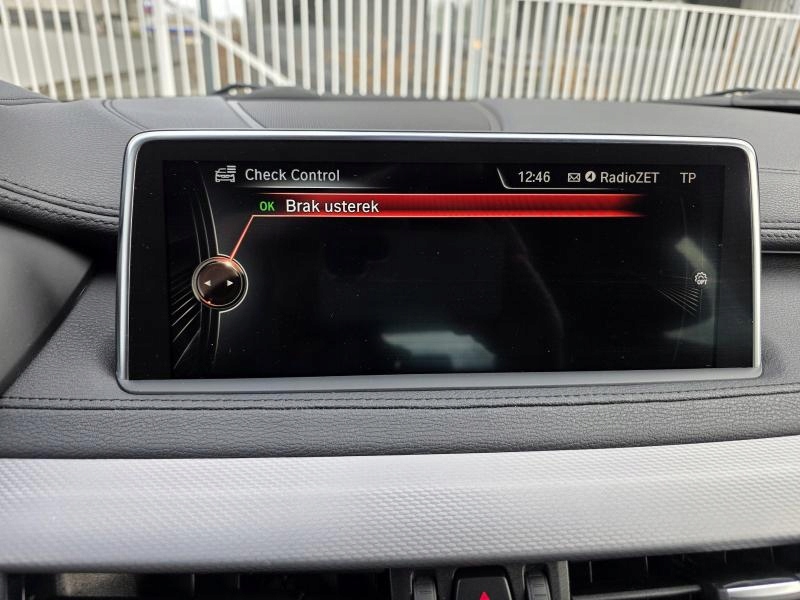 Check Control
12:46 RadioZET TP
OK Brak usterek
OPT